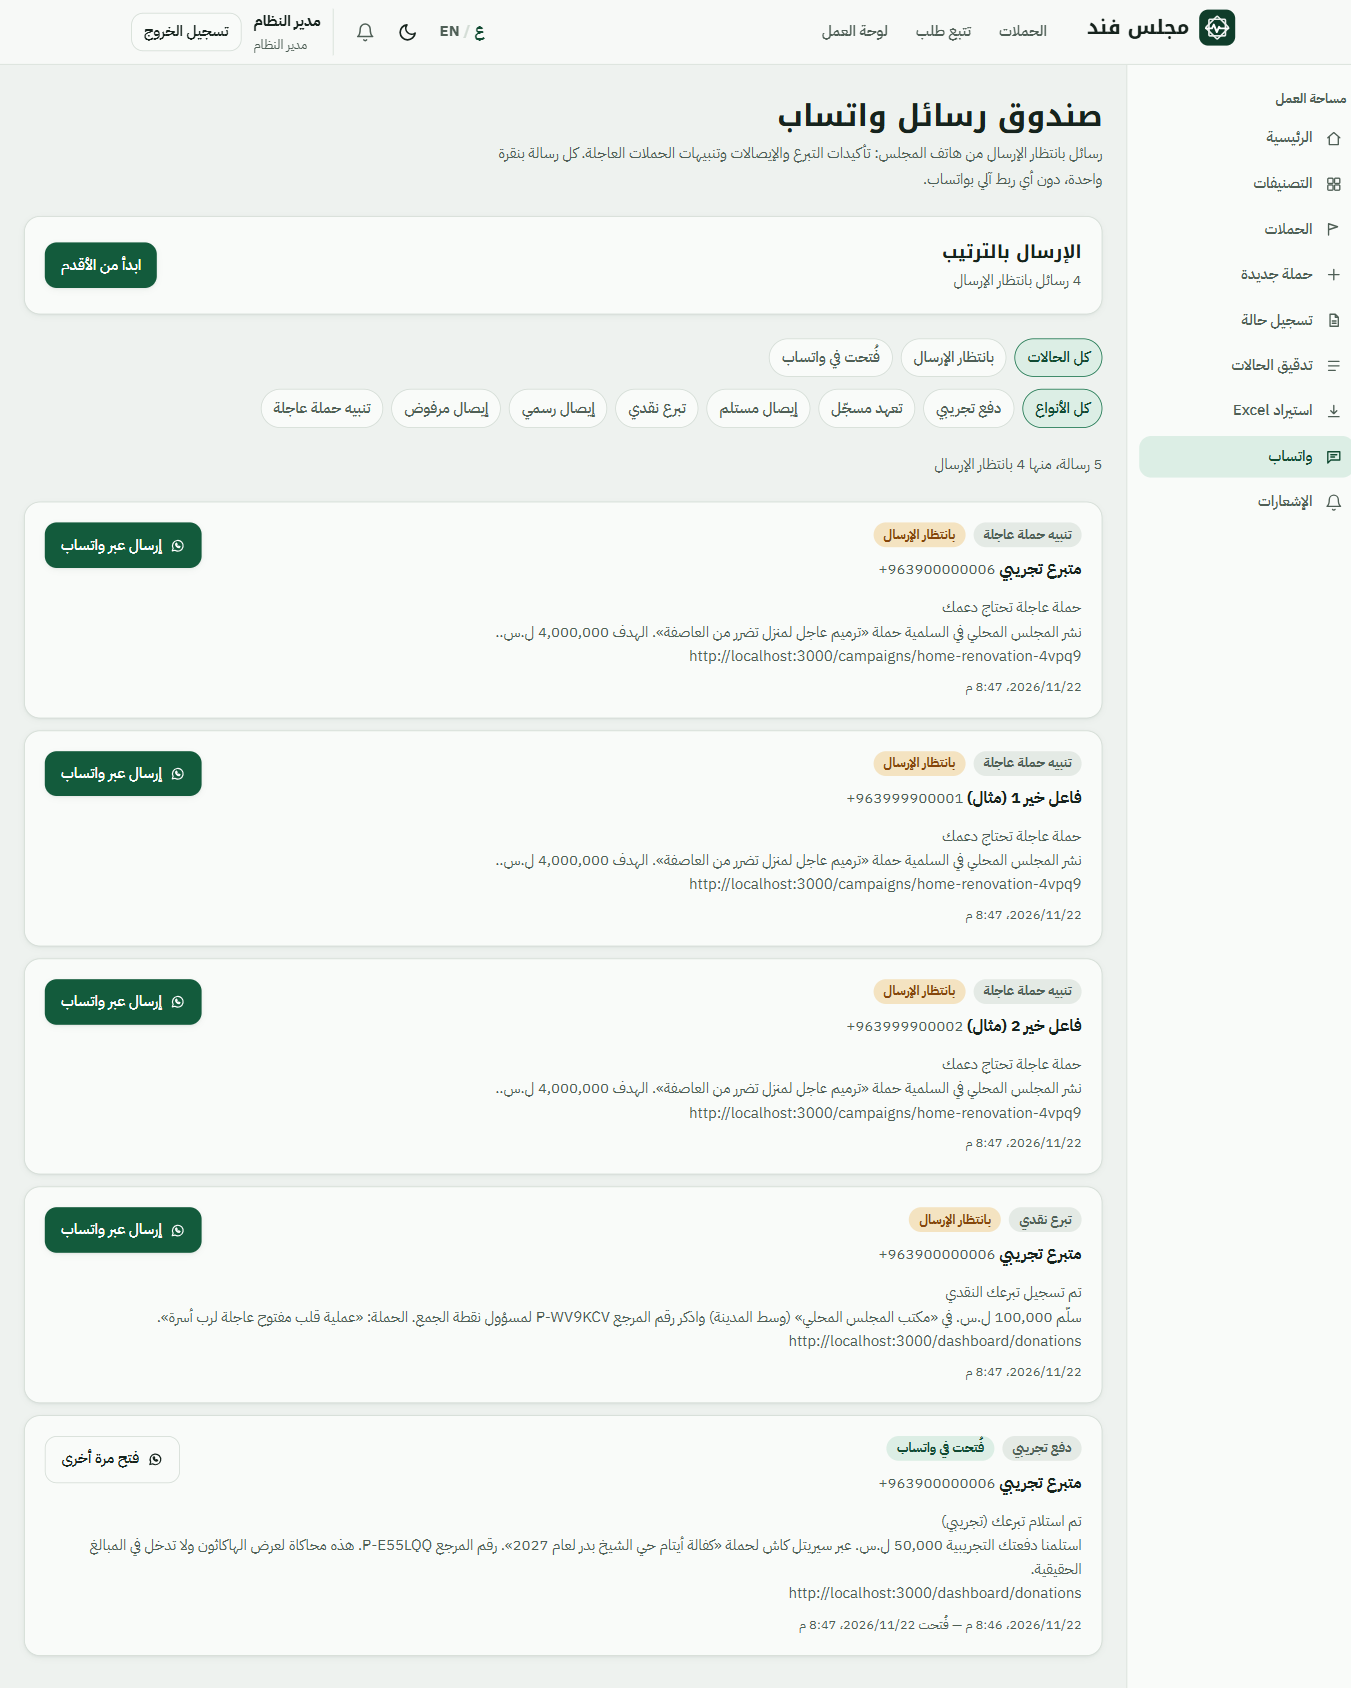 مجلس فند
الحملات
تتبع طلب
لوحة العمل
ع / EN
مدير النظام
مدير النظام
تسجيل الخروج
مساحة العمل
الرئيسية
التصنيفات
الحملات
حملة جديدة
تسجيل حالة
تدقيق الحالات
استيراد Excel
واتساب
الإشعارات
صندوق رسائل واتساب
رسائل بانتظار الإرسال من هاتف المجلس: تأكيدات التبرع والإيصالات وتنبيهات الحملات العاجلة. كل رسالة بنقرة
واحدة، دون أي ربط آلي بواتساب.
الإرسال بالترتيب
4 رسائل بانتظار الإرسال
ابدأ من الأقدم
كل الحالات
بانتظار الإرسال
فُتحت في واتساب
كل الأنواع
دفع تجريبي
تعهد مسجّل
إيصال مستلم
تبرع نقدي
إيصال رسمي
إيصال مرفوض
تنبيه حملة عاجلة
5 رسالة، منها 4 بانتظار الإرسال
تنبيه حملة عاجلة
بانتظار الإرسال
متبرع تجريبي +963900000006
حملة عاجلة تحتاج دعمك
نشر المجلس المحلي في السلمية حملة «ترميم عاجل لمنزل تضرر من العاصفة». الهدف 4,000,000 ل.س..
http://localhost:3000/campaigns/home-renovation-4vpq9
2026/11/22، 8:47 م
إرسال عبر واتساب
تنبيه حملة عاجلة
بانتظار الإرسال
فاعل خير 1 (مثال) +963999900001
حملة عاجلة تحتاج دعمك
نشر المجلس المحلي في السلمية حملة «ترميم عاجل لمنزل تضرر من العاصفة». الهدف 4,000,000 ل.س..
http://localhost:3000/campaigns/home-renovation-4vpq9
2026/11/22، 8:47 م
إرسال عبر واتساب
تنبيه حملة عاجلة
بانتظار الإرسال
فاعل خير 2 (مثال) +963999900002
حملة عاجلة تحتاج دعمك
نشر المجلس المحلي في السلمية حملة «ترميم عاجل لمنزل تضرر من العاصفة». الهدف 4,000,000 ل.س..
http://localhost:3000/campaigns/home-renovation-4vpq9
2026/11/22، 8:47 م
إرسال عبر واتساب
تبرع نقدي
بانتظار الإرسال
متبرع تجريبي +963900000006
تم تسجيل تبرعك النقدي
سلّم 100,000 ل.س. في «مكتب المجلس المحلي» (وسط المدينة) واذكر رقم المرجع P-WV9KCV لمسؤول نقطة الجمع. الحملة: «عملية قلب مفتوح عاجلة لرب أسرة».
http://localhost:3000/dashboard/donations
2026/11/22، 8:47 م
إرسال عبر واتساب
دفع تجريبي
فُتحت في واتساب
متبرع تجريبي +963900000006
تم استلام تبرعك (تجريبي)
استلمنا دفعتك التجريبية 50,000 ل.س. عبر سيريتل كاش لحملة «كفالة أيتام حي الشيخ بدر لعام 2027». رقم المرجع P-E55LQQ. هذه محاكاة لعرض الهاكاثون ولا تدخل في المبالغ
الحقيقية.
http://localhost:3000/dashboard/donations
2026/11/22، 8:46 م — فُتحت 2026/11/22، 8:47 م
فتح مرة أخرى